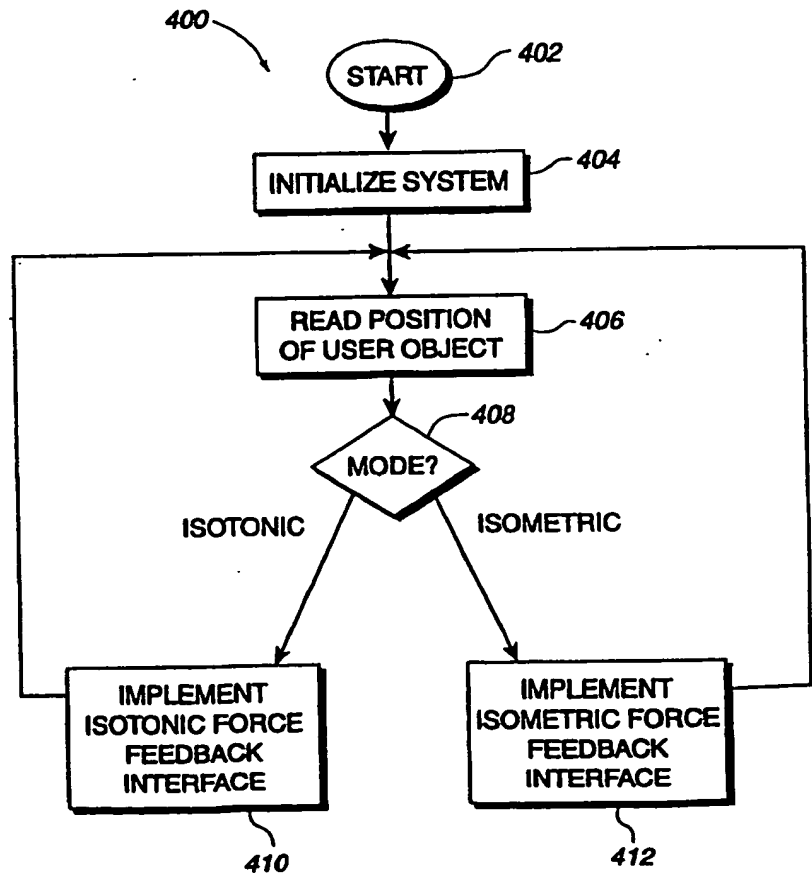 400
START
402
INITIALIZE SYSTEM
404
READ POSITION
OF USER OBJECT
406
408
MODE?
ISOTONIC
ISOMETRIC
IMPLEMENT
ISOTONIC FORCE
FEEDBACK
INTERFACE
410
IMPLEMENT
ISOMETRIC FORCE
FEEDBACK
INTERFACE
412